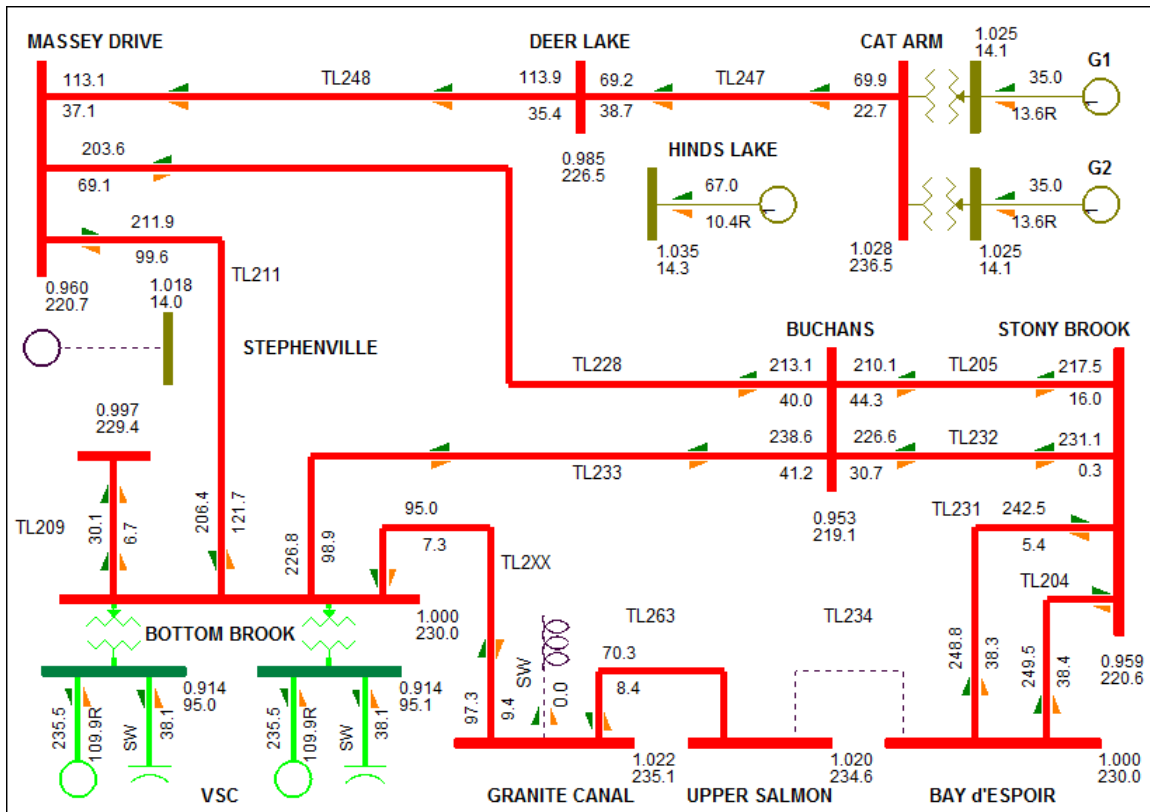 MASSEY DRIVE
DEER LAKE
CAT ARM
1.025
14.1
G1
113.1
TL248
113.9
69.2
TL247
69.9
35.0
37.1
35.4
38.7
22.7
13.6R
203.6
69.1
0.985
226.5
HINDS LAKE
67.0
10.4R
G2
35.0
13.6R
211.9
99.6
TL211
1.035
14.3
1.028
236.5
1.025
14.1
0.960
220.7
1.018
14.0
STEPHENVILLE
BUCHANS
STONY BROOK
TL228
213.1
210.1
TL205
217.5
40.0
44.3
16.0
0.997
229.4
238.6
226.6
TL232
231.1
TL233
41.2
30.7
0.3
0.953
219.1
TL209
30.1
6.7
206.4
121.7
226.8
98.9
95.0
7.3
TL2XX
TL231
242.5
5.4
TL204
1.000
230.0
BOTTOM BROOK
TL263
TL234
248.8
38.3
249.5
38.4
0.959
220.6
0.914
95.0
0.914
95.1
235.5
109.9R
SW
38.1
235.5
109.9R
SW
38.1
97.3
9.4
SW
0.0
70.3
8.4
1.022
235.1
1.020
234.6
1.000
230.0
VSC
GRANITE CANAL
UPPER SALMON
BAY d'ESPOIR